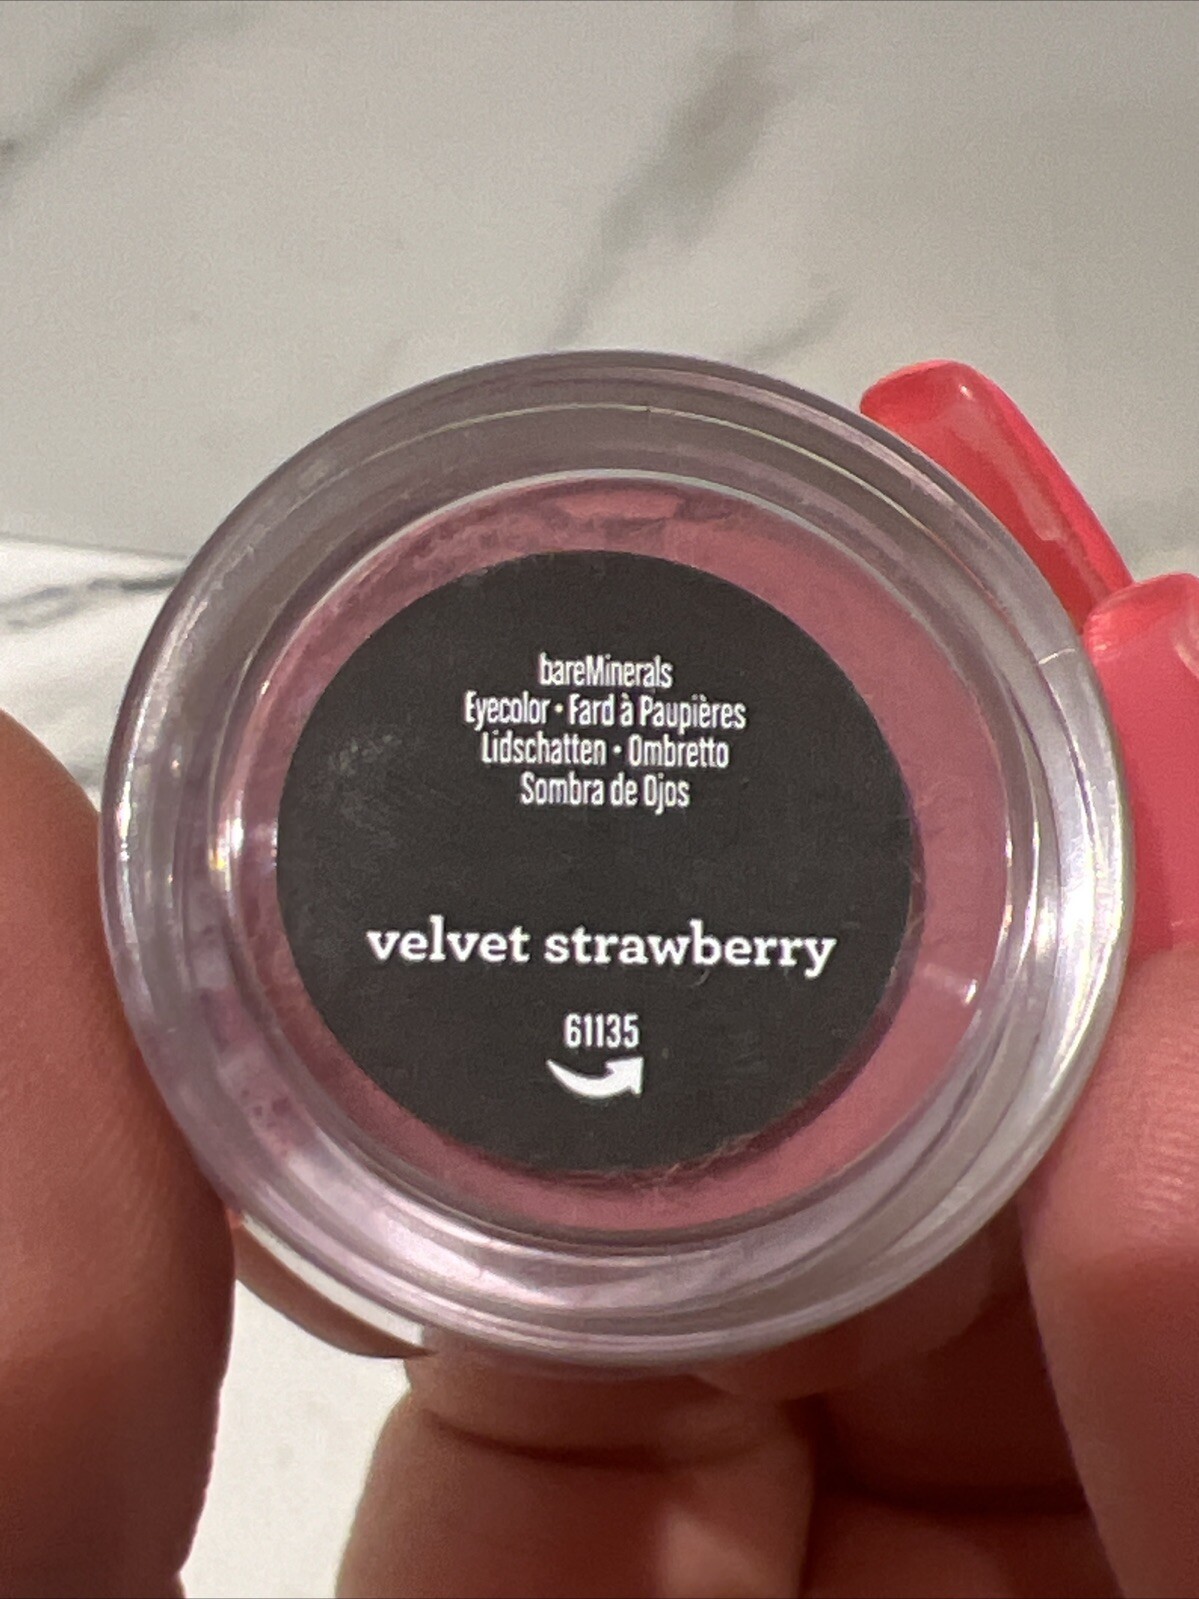 bareMinerals
Eyecolor • Fard à Paupières
Lidschatten • Ombretto
Sombra de Ojos
velvet strawberry
61135